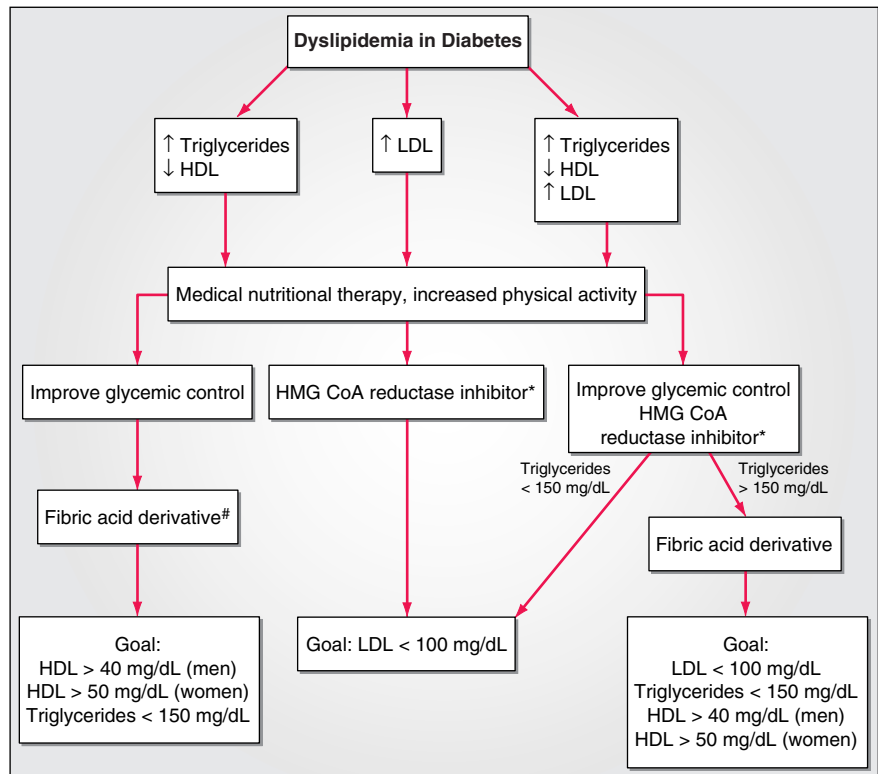 Dyslipidemia in Diabetes
↑ Triglycerides
↓ HDL
↑ LDL
↑ Triglycerides
↓ HDL
↑ LDL
Medical nutritional therapy, increased physical activity
Improve glycemic control
HMG CoA reductase inhibitor*
Improve glycemic control
HMG CoA
reductase inhibitor*
Triglycerides
< 150 mg/dL
Triglycerides
> 150 mg/dL
Fibric acid derivative#
Fibric acid derivative
Goal:
HDL > 40 mg/dL (men)
HDL > 50 mg/dL (women)
Triglycerides < 150 mg/dL
Goal: LDL < 100 mg/dL
Goal:
LDL < 100 mg/dL
Triglycerides < 150 mg/dL
HDL > 40 mg/dL (men)
HDL > 50 mg/dL (women)